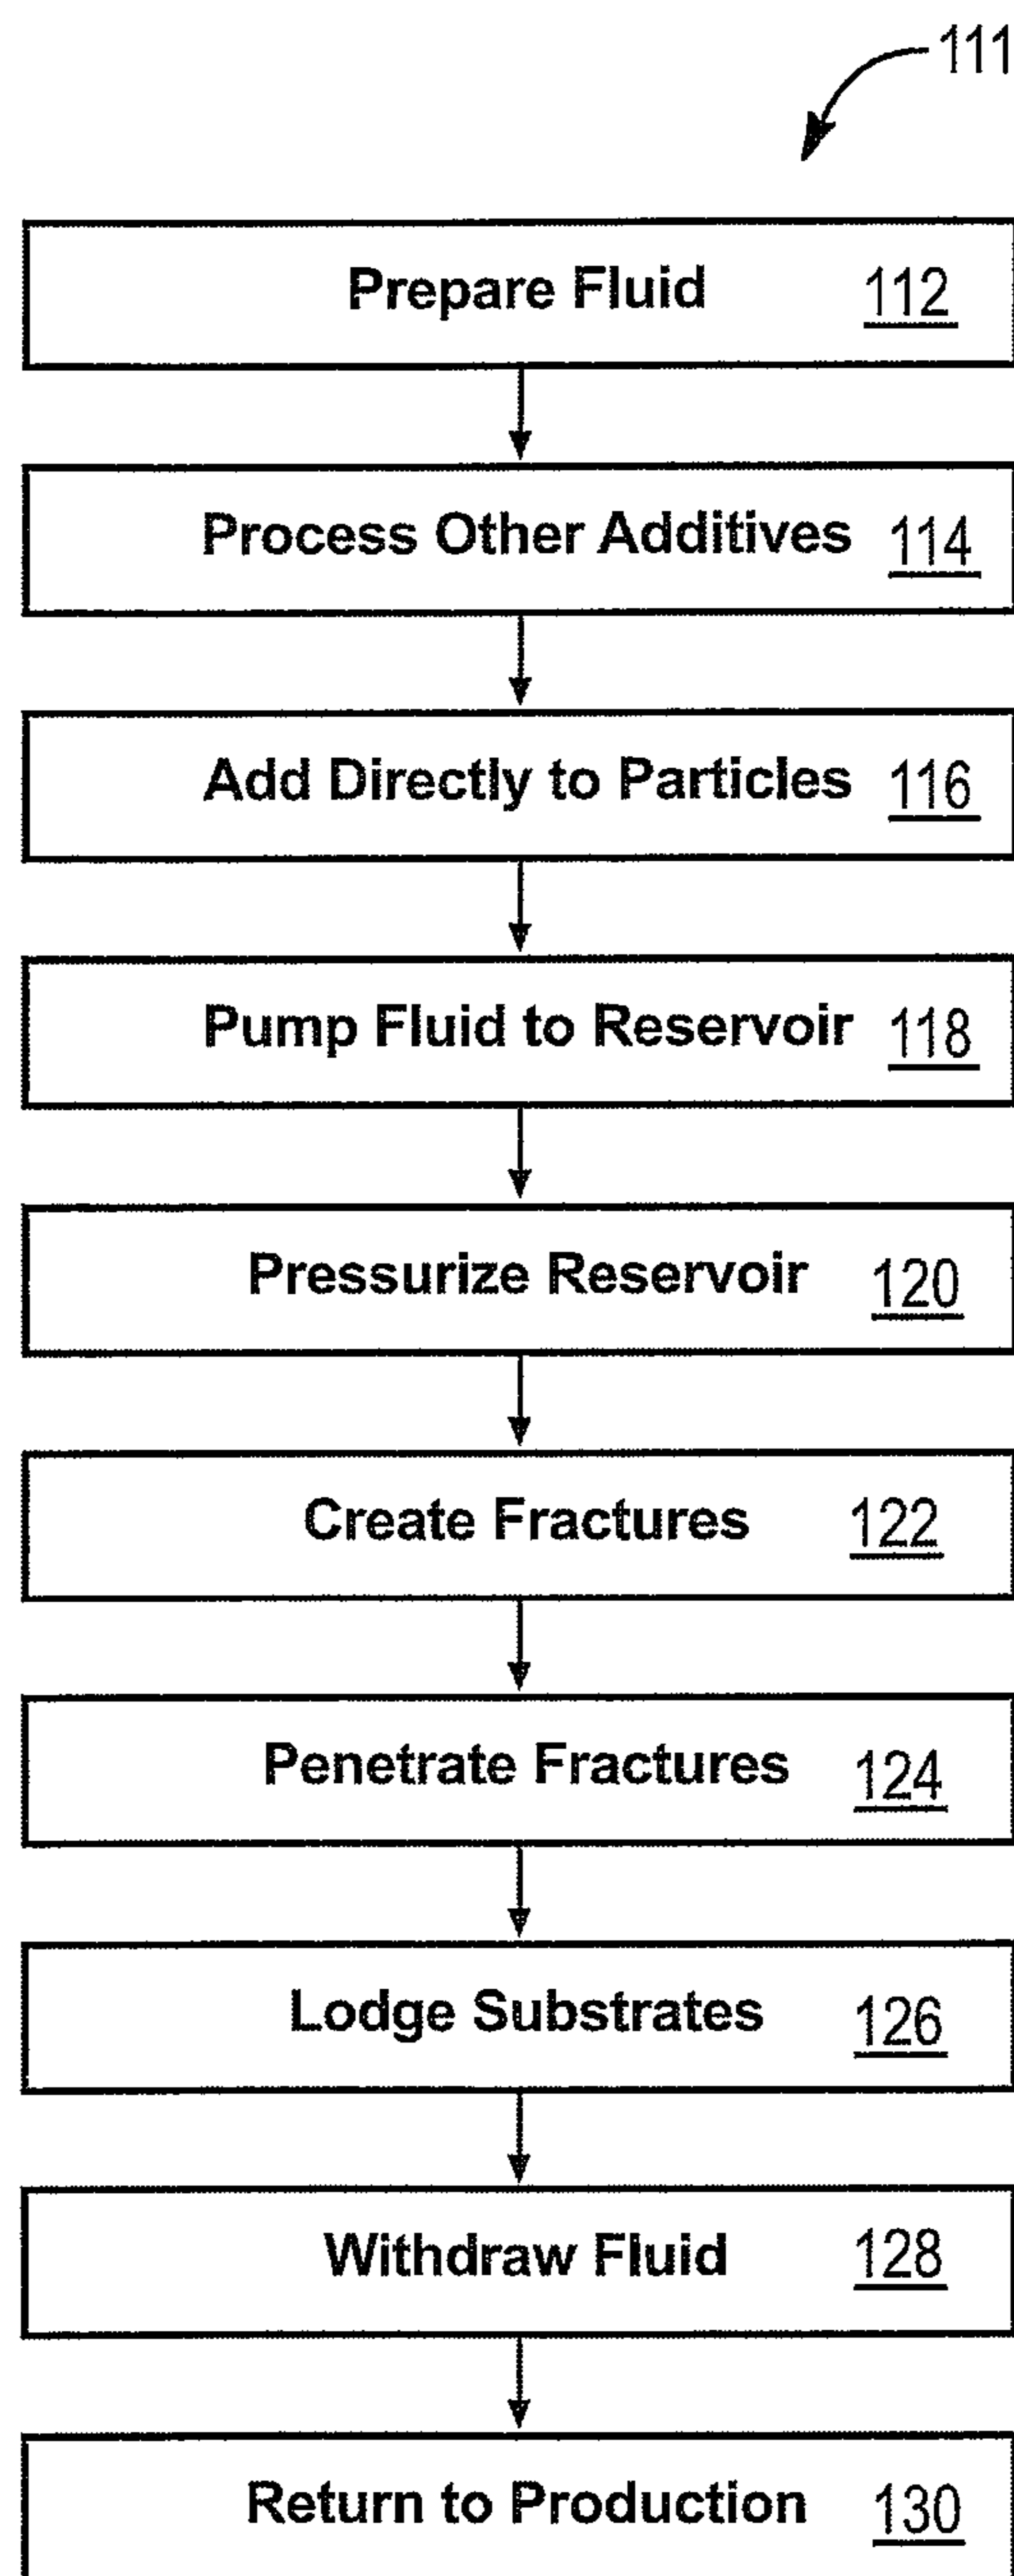 111
Prepare Fluid 112
Process Other Additives 114
Add Directly to Particles 116
Pump Fluid to Reservoir 118
Pressurize Reservoir 120
Create Fractures 122
Penetrate Fractures 124
Lodge Substrates 126
Withdraw Fluid 128
Return to Production 130